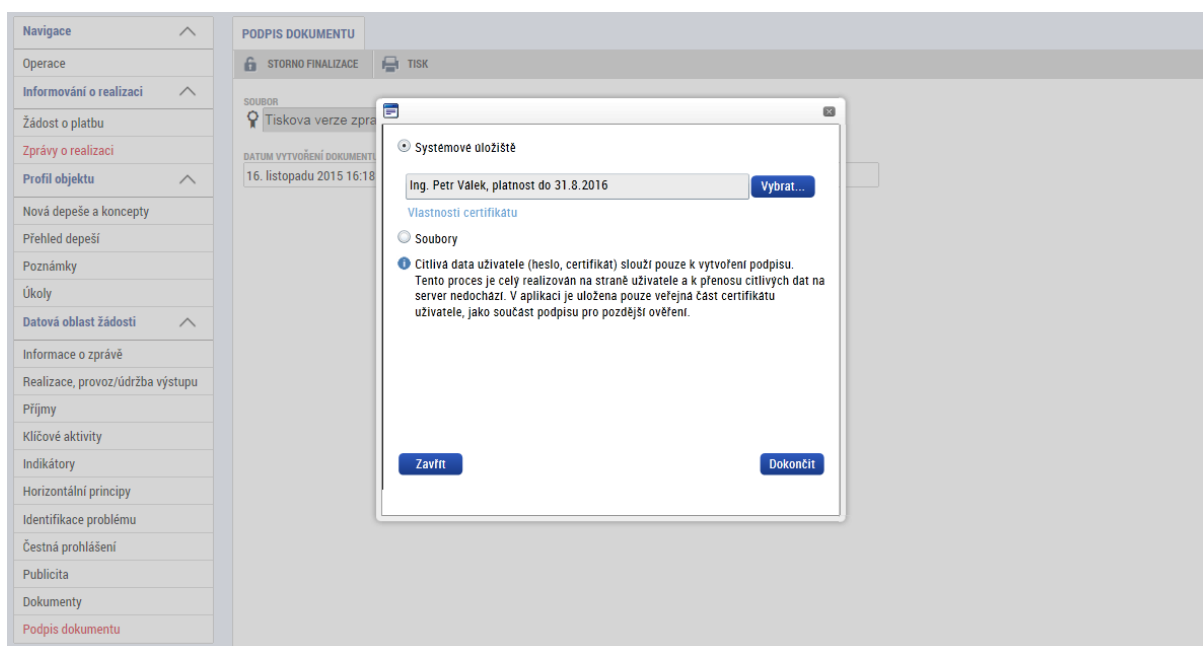 Navigace
Operace
Informování o realizaci
Žádost o platbu
Zprávy o realizaci
Profil objektu
Nová depeše a koncepty
Přehled depeší
Poznámky
Úkoly
Datová oblast žádosti
Informace o zprávě
Realizace, provoz/údržba výstupu
Příjmy
Klíčové aktivity
Indikátory
Horizontální principy
Identifikace problému
Čestná prohlášení
Publicita
Dokumenty
Podpis dokumentu
PODPIS DOKUMENTU
STORNO FINALIZACE TISK
SOUBOR
Tiskova verze zpra
DATUM VYTVOŘENÍ DOKUMENTU
16. listopadu 2015 16:18
Systémové úložiště
Ing. Petr Válek, platnost do 31.8.2016 Vybrat...
Vlastnosti certifikátu
Soubory
Citlivá data uživatele (heslo, certifikát) slouží pouze k vytvoření podpisu.
Tento proces je celý realizován na straně uživatele a k přenosu citlivých dat na
server nedochází. V aplikaci je uložena pouze veřejná část certifikátu
uživatele, jako součást podpisu pro pozdější ověření.
Zavřít Dokončit